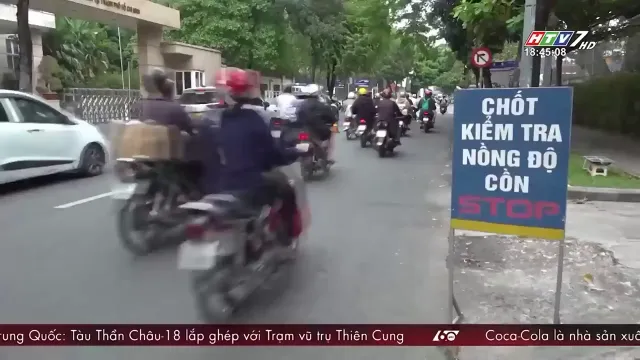 HTV7 HD
18:45:08
CHỐT
KIỂM TRA
NỒNG ĐỘ
CỒN
STOP
rung Quốc: Tàu Thần Châu-18 lắp ghép với Trạm vũ trụ Thiên Cung
60
Coca-Cola là nhà sản xuấ